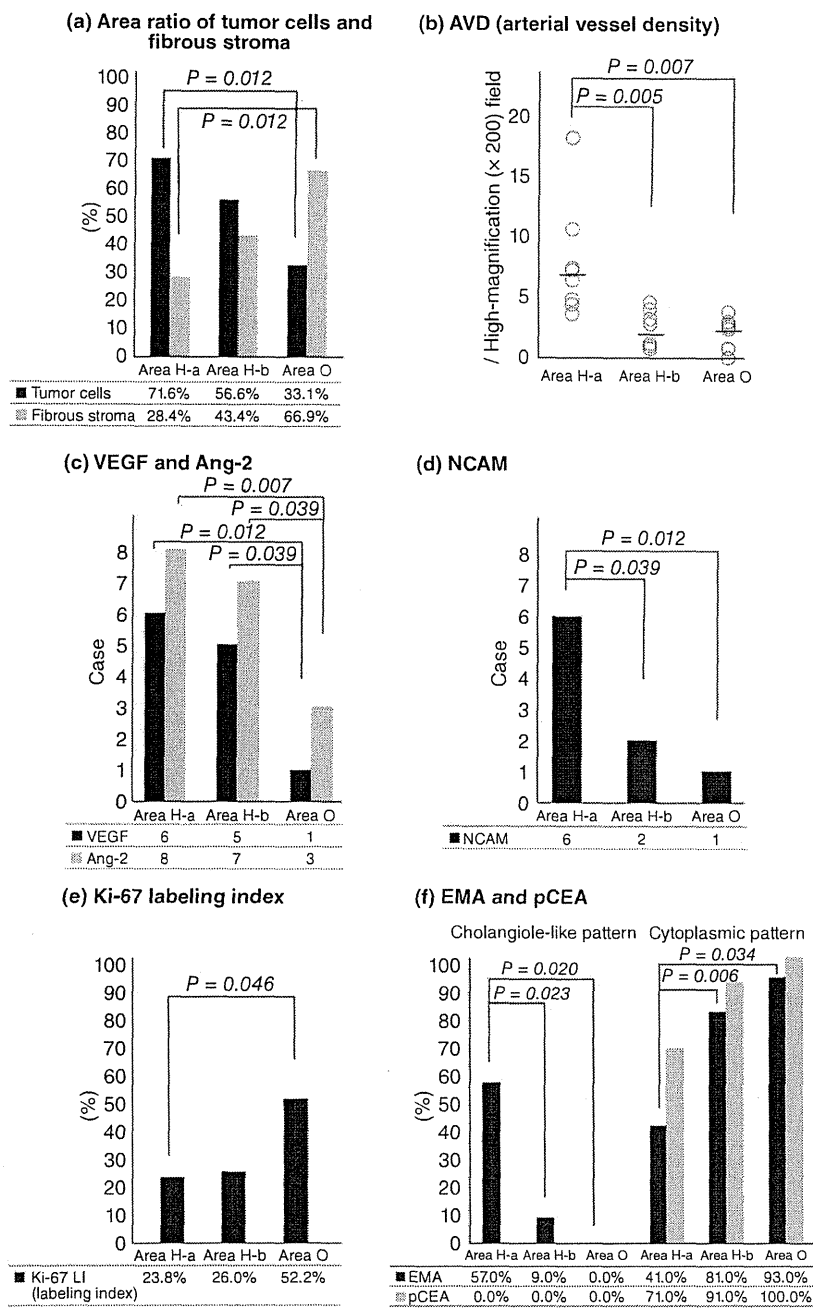 (a) Area ratio of tumor cells and
fibrous stroma
(%)
100
90
80
70
60
50
40
30
20
10
0
P = 0.012
P = 0.012
Area H-a Area H-b Area O
Tumor cells 71.6% 56.6% 33.1%
Fibrous stroma 28.4% 43.4% 66.9%
(b) AVD (arterial vessel density)
/ High-magnification (× 200) field
20
15
10
5
0
P = 0.007
P = 0.005
Area H-a Area H-b Area O
(c) VEGF and Ang-2
Case
8
7
6
5
4
3
2
1
0
P = 0.007
P = 0.039
P = 0.012
P = 0.039
Area H-a Area H-b Area O
VEGF 6 5 1
Ang-2 8 7 3
(d) NCAM
Case
8
7
6
5
4
3
2
1
0
P = 0.012
P = 0.039
Area H-a Area H-b Area O
NCAM 6 2 1
(e) Ki-67 labeling index
(%)
100
90
80
70
60
50
40
30
20
10
0
P = 0.046
Area H-a Area H-b Area O
Ki-67 LI 23.8% 26.0% 52.2%
(labeling index)
(f) EMA and pCEA
Cholangiole-like pattern Cytoplasmic pattern
(%)
100
90
80
70
60
50
40
30
20
10
0
P = 0.020
P = 0.023
P = 0.034
P = 0.006
Area H-a Area H-b Area O Area H-a Area H-b Area O
EMA 57.0% 9.0% 0.0% 41.0% 81.0% 93.0%
pCEA 0.0% 0.0% 0.0% 71.0% 91.0% 100.0%